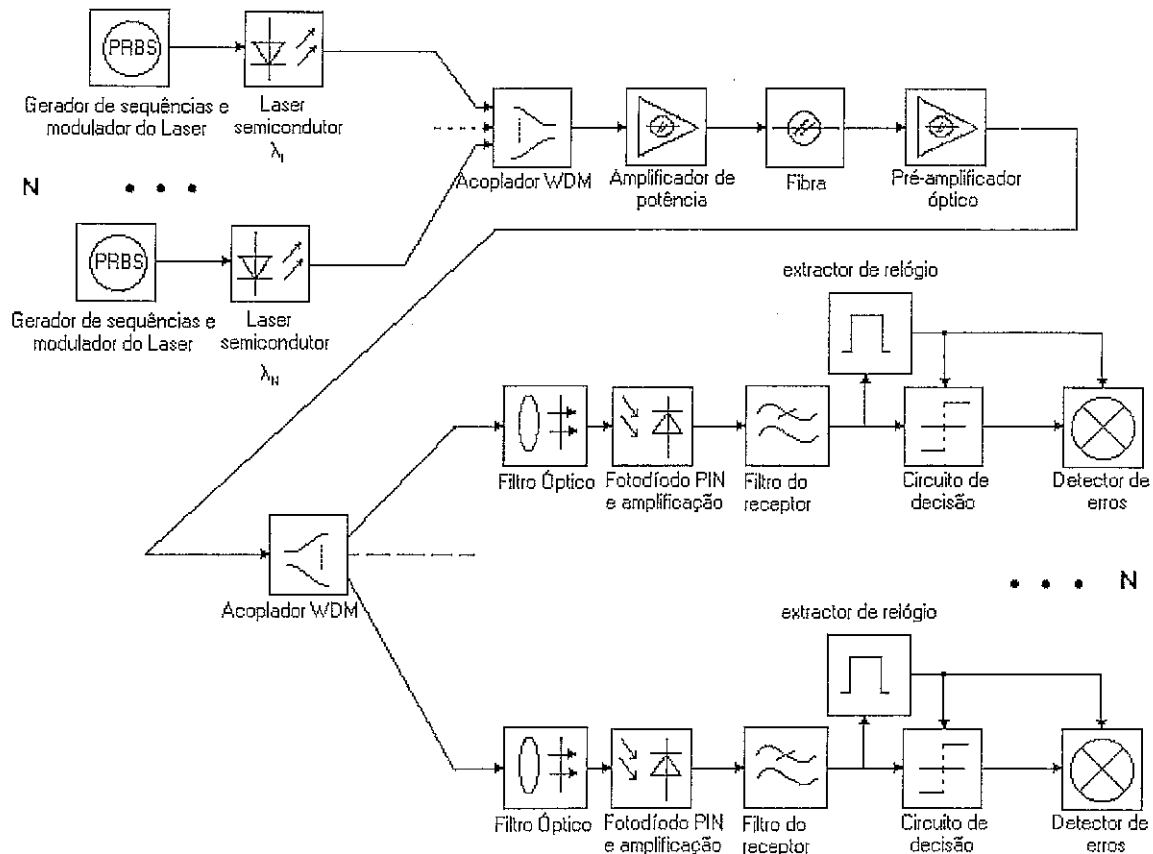 PRBS
Gerador de sequências e
modulador do Laser
Laser
semicondutor
λ_I
Acoplador WDM
Amplificador de
potência
Fibra
Pré-amplificador
óptico
N
PRBS
Gerador de sequências e
modulador do Laser
Laser
semicondutor
λ_N
extractor de relógio
Filtro Óptico
Fotodíodo PIN
e amplificação
Filtro do
receptor
Circuito de
decisão
Detector de
erros
Acoplador WDM
N
extractor de relógio
Filtro Óptico
Fotodíodo PIN
e amplificação
Filtro do
receptor
Circuito de
decisão
Detector de
erros